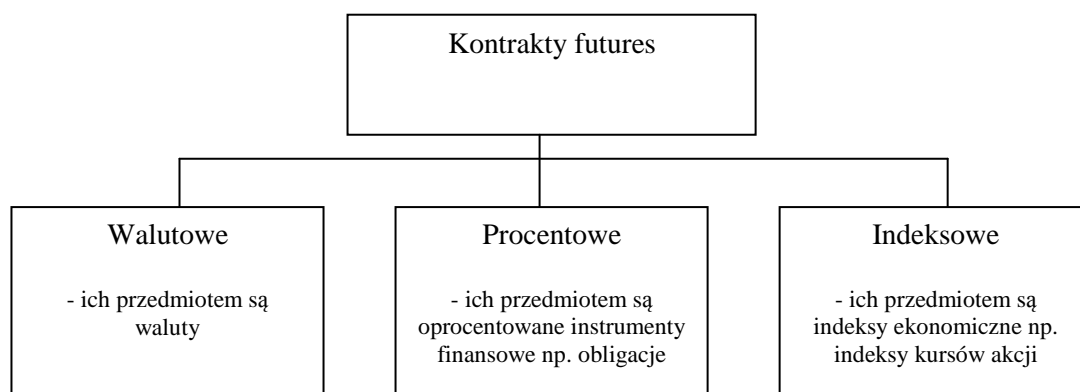 Kontrakty futures
Walutowe
- ich przedmiotem są
waluty
Procentowe
- ich przedmiotem są
oprocentowane instrumenty
finansowe np. obligacje
Indeksowe
- ich przedmiotem są
indeksy ekonomiczne np.
indeksy kursów akcji